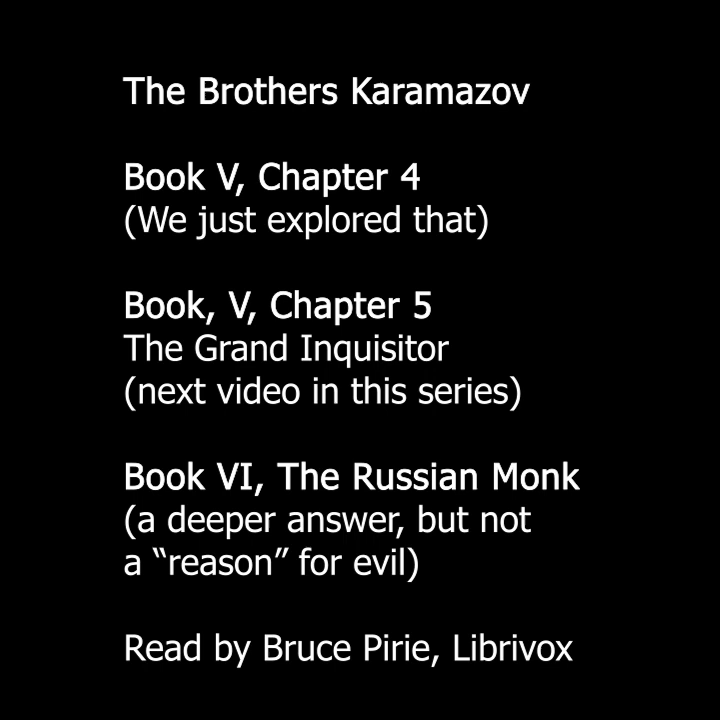 The Brothers Karamazov
Book V, Chapter 4
(We just explored that)
Book, V, Chapter 5
The Grand Inquisitor
(next video in this series)
Book VI, The Russian Monk
(a deeper answer, but not
a “reason” for evil)
Read by Bruce Pirie, Librivox